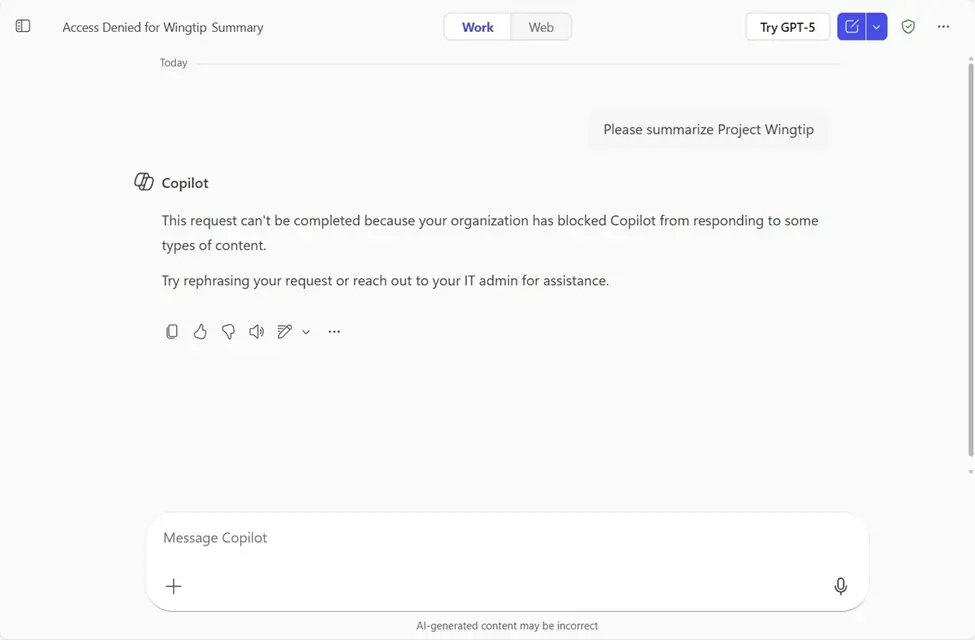 Access Denied for Wingtip Summary
Work
Web
Try GPT-5
Today
Please summarize Project Wingtip
Copilot
This request can't be completed because your organization has blocked Copilot from responding to some
types of content.
Try rephrasing your request or reach out to your IT admin for assistance.
Message Copilot
AI-generated content may be incorrect